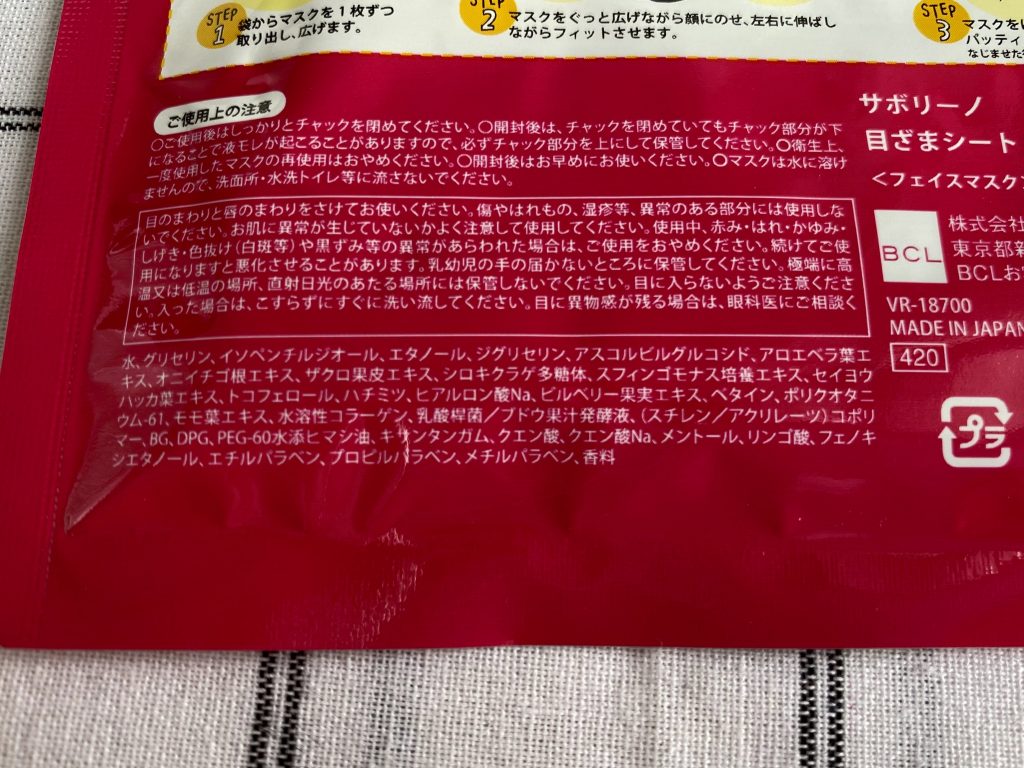 STEP 1
袋からマスクを1枚ずつ
取り出し、広げます。
STEP 2
マスクをぐっと広げながら顔にのせ、左右に伸ばし
ながらフィットさせます。
STEP 3
マスクを
パッティ
なじませた
ご使用上の注意
○ご使用後はしっかりとチャックを閉めてください。○開封後は、チャックを閉めていてもチャック部分が下
になることで液モレが起こることがありますので、必ずチャック部分を上にして保管してください。○衛生上、
一度使用したマスクの再使用はおやめください。○開封後はお早めにお使いください。○マスクは水に溶け
ませんので、洗面所・水洗トイレ等に流さないでください。
目のまわりと唇のまわりをさけてお使いください。傷やはれもの、湿疹等、異常のある部分には使用しな
いでください。お肌に異常が生じていないかよく注意して使用してください。使用中、赤み・はれ・かゆみ・
しげき・色抜け(白斑等)や黒ずみ等の異常があらわれた場合は、ご使用をおやめください。続けてご使
用になりますと悪化させることがあります。乳幼児の手の届かないところに保管してください。極端に高
温又は低温の場所、直射日光のあたる場所には保管しないでください。目に入らないようご注意くださ
い。入った場合は、こすらずにすぐに洗い流してください。目に異物感が残る場合は、眼科医にご相談く
ださい。
水、グリセリン、イソペンチルジオール、エタノール、ジグリセリン、アスコルビルグルコシド、アロエベラ葉エ
キス、オニイチゴ根エキス、ザクロ果皮エキス、シロキクラゲ多糖体、スフィンゴモナス培養エキス、セイヨウ
ハッカ葉エキス、トコフェロール、ハチミツ、ヒアルロン酸Na、ビルベリー果実エキス、ベタイン、ポリクオタニ
ウム-61、モモ葉エキス、水溶性コラーゲン、乳酸桿菌/ブドウ果汁発酵液、(スチレン/アクリレーツ)コポリ
マー、BG、DPG、PEG-60水添ヒマシ油、キサンタンガム、クエン酸、クエン酸Na、メントール、リンゴ酸、フェノキ
シエタノール、エチルパラベン、プロピルパラベン、メチルパラベン、香料
サボリーノ
目ざまシート
<フェイスマスク>
BCL
株式会社
東京都新
BCLお
VR-18700
MADE IN JAPAN
420
プラ